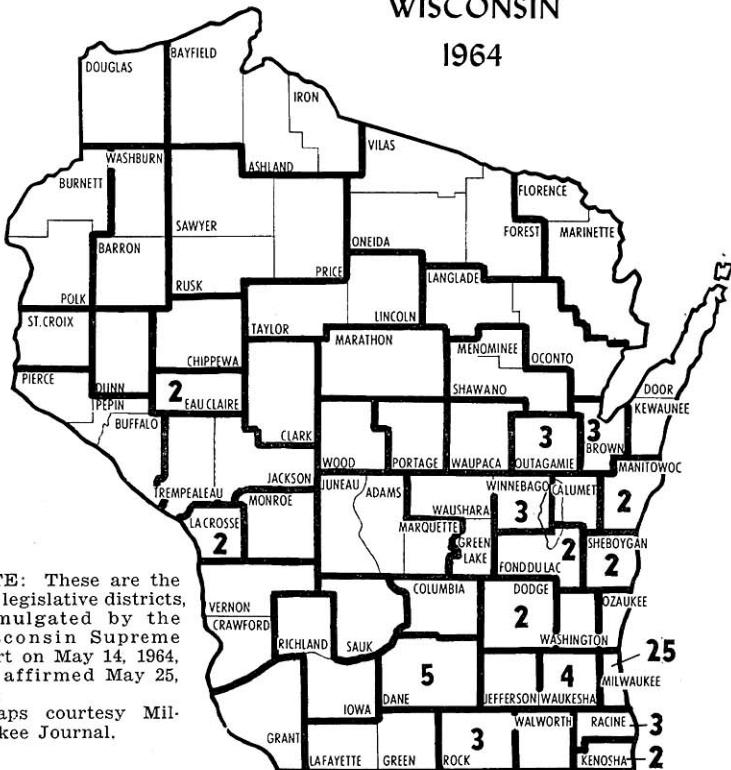 WISCONSIN
1964
DOUGLAS
BAYFIELD
IRON
VILAS
ASHLAND
WASHBURN
BURNETT
FLORENCE
SAWYER
FOREST
MARINETTE
BARRON
ONEIDA
PRICE
LANGLADE
POLK
RUSK
ST. CROIX
LINCOLN
TAYLOR
MARATHON
CHIPPEWA
MENOMINEE
OCONTO
PIERCE
DUNN
2
EAU CLAIRE
SHAWANO
DOOR
PEPIN
KEWAUNEE
BUFFALO
3
3
BROWN
CLARK
WOOD
PORTAGE
WAUPACA
OUTAGAMIE
MANITOWOC
JACKSON
TREMPEALEAU
MONROE
JUNEAU
ADAMS
WINNEBAGO
CALUMET
2
WAUSHARA
3
LA CROSSE
2
MARQUETTE
GREEN
LAKE
2
SHEBOYGAN
2
FOND DU LAC
COLUMBIA
DODGE
OZAUKEE
VERNON
2
CRAWFORD
WASHINGTON
RICHLAND
SAUK
25
5
4
MILWAUKEE
DANE
JEFFERSON
WAUKESHA
IOWA
GRANT
WALWORTH
RACINE
3
3
LAFAYETTE
GREEN
ROCK
KENOSHA
2
TE: These are the
legislative districts,
mulgated by the
sconsin Supreme
rt on May 14, 1964,
affirmed May 25,
aps courtesy Mil-
kee Journal.